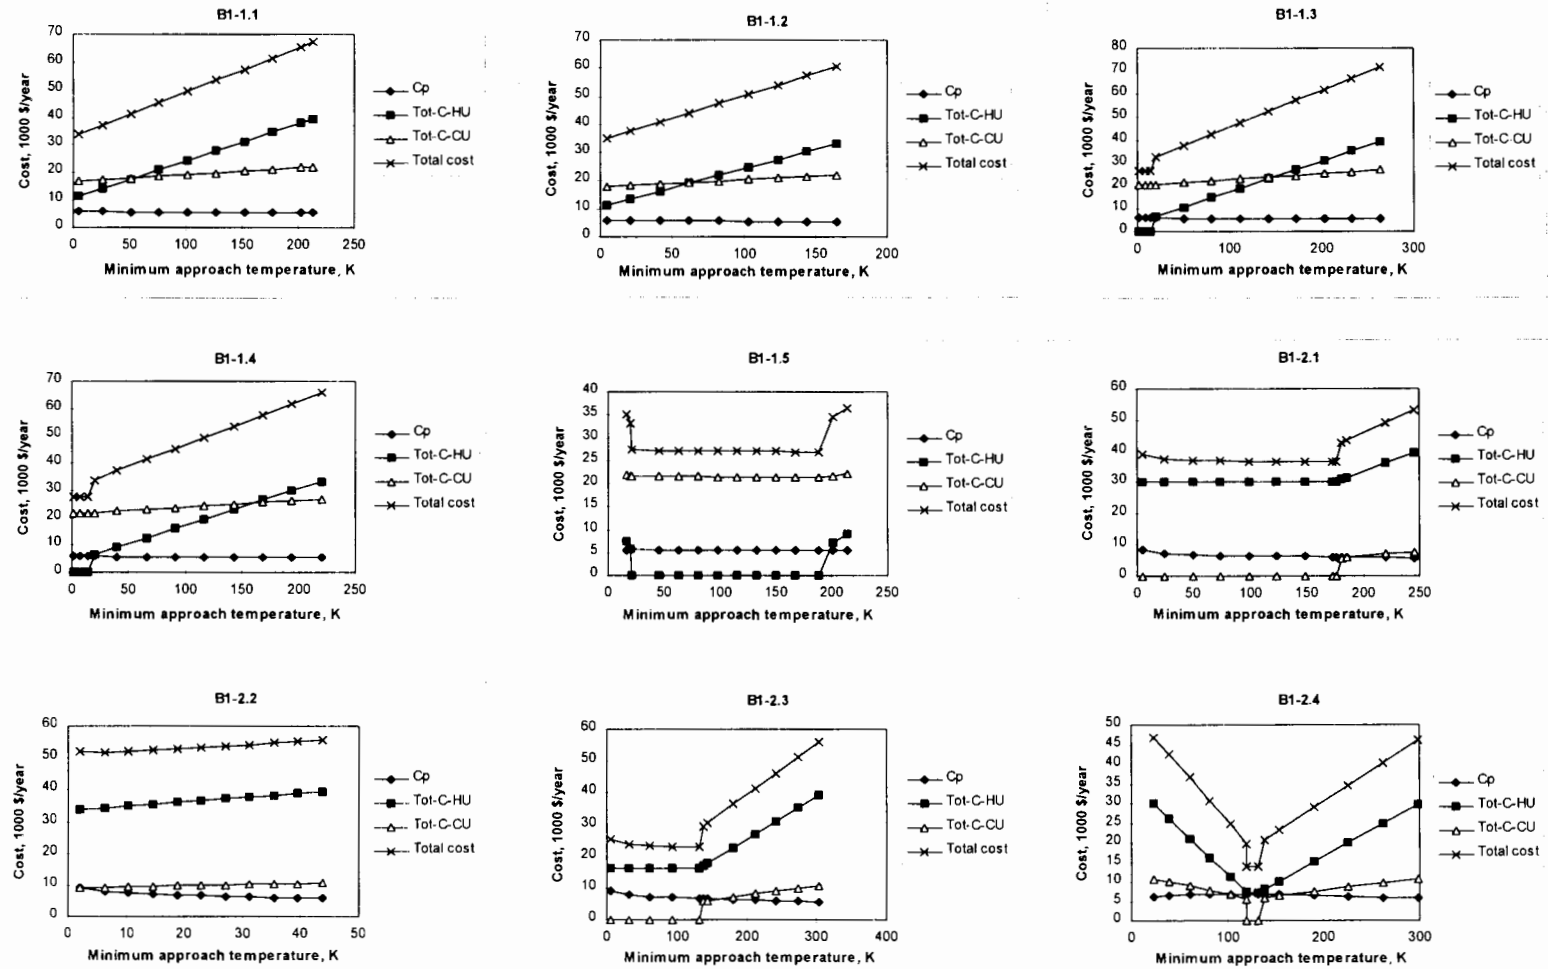 B1-1.1
70
60
50
40
30
20
10
0
Cost, 1000 $/year
0 50 100 150 200 250
Minimum approach temperature, K
Cp
Tot-C-HU
Tot-C-CU
Total cost
B1-1.2
70
60
50
40
30
20
10
0
Cost, 1000 $/year
0 50 100 150 200
Minimum approach temperature, K
Cp
Tot-C-HU
Tot-C-CU
Total cost
B1-1.3
80
70
60
50
40
30
20
10
0
Cost, 1000 $/year
0 100 200 300
Minimum approach temperature, K
Cp
Tot-C-HU
Tot-C-CU
Total cost
B1-1.4
70
60
50
40
30
20
10
0
Cost, 1000 $/year
0 50 100 150 200 250
Minimum approach temperature, K
Cp
Tot-C-HU
Tot-C-CU
Total cost
B1-1.5
40
35
30
25
20
15
10
5
0
Cost, 1000 $/year
0 50 100 150 200 250
Minimum approach temperature, K
Cp
Tot-C-HU
Tot-C-CU
Total cost
B1-2.1
60
50
40
30
20
10
0
Cost, 1000 $/year
0 50 100 150 200 250
Minimum approach temperature, K
Cp
Tot-C-HU
Tot-C-CU
Total cost
B1-2.2
60
50
40
30
20
10
0
Cost, 1000 $/year
0 10 20 30 40 50
Minimum approach temperature, K
Cp
Tot-C-HU
Tot-C-CU
Total cost
B1-2.3
60
50
40
30
20
10
0
Cost, 1000 $/year
0 100 200 300 400
Minimum approach temperature, K
Cp
Tot-C-HU
Tot-C-CU
Total cost
B1-2.4
50
45
40
35
30
25
20
15
10
5
0
Cost, 1000 $/year
0 100 200 300
Minimum approach temperature, K
Cp
Tot-C-HU
Tot-C-CU
Total cost